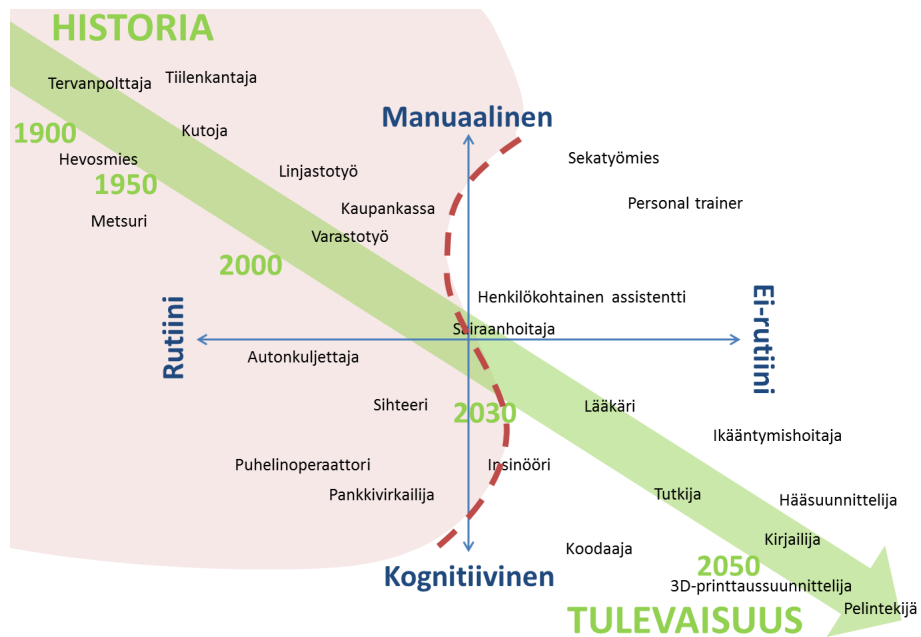 HISTORIA
Tervanpolttaja
Tiilenkantaja
1900
Kutoja
Manuaalinen
Hevosmies
1950
Linjastotyö
Sekatyömies
Metsuri
Kaupankassa
Personal trainer
Varastotyö
2000
Henkilökohtainen assistentti
Sairaanhoitaja
Rutiini
Ei-rutiini
Autonkuljettaja
Sihteeri
2030
Lääkäri
Ikääntymishoitaja
Puhelinoperaattori
Insinööri
Pankkivirkailija
Tutkija
Hääsuunnittelija
Kirjailija
Koodaaja
2050
Kognitiivinen
3D-printtaussuunnittelija
Pelintekijä
TULEVAISUUS